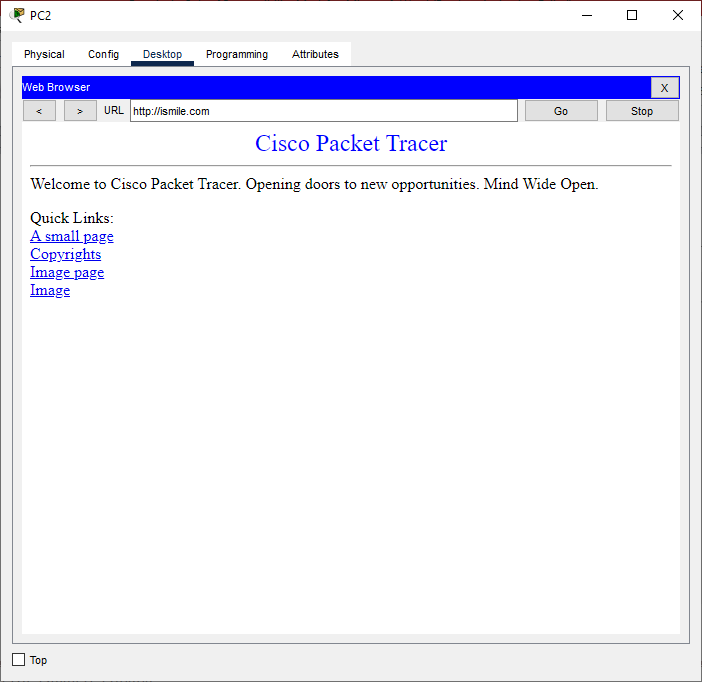 PC2
Physical Config Desktop Programming Attributes
Web Browser X
< > URL http://ismile.com Go Stop
Cisco Packet Tracer
Welcome to Cisco Packet Tracer. Opening doors to new opportunities. Mind Wide Open.
Quick Links:
A small page
Copyrights
Image page
Image
Top